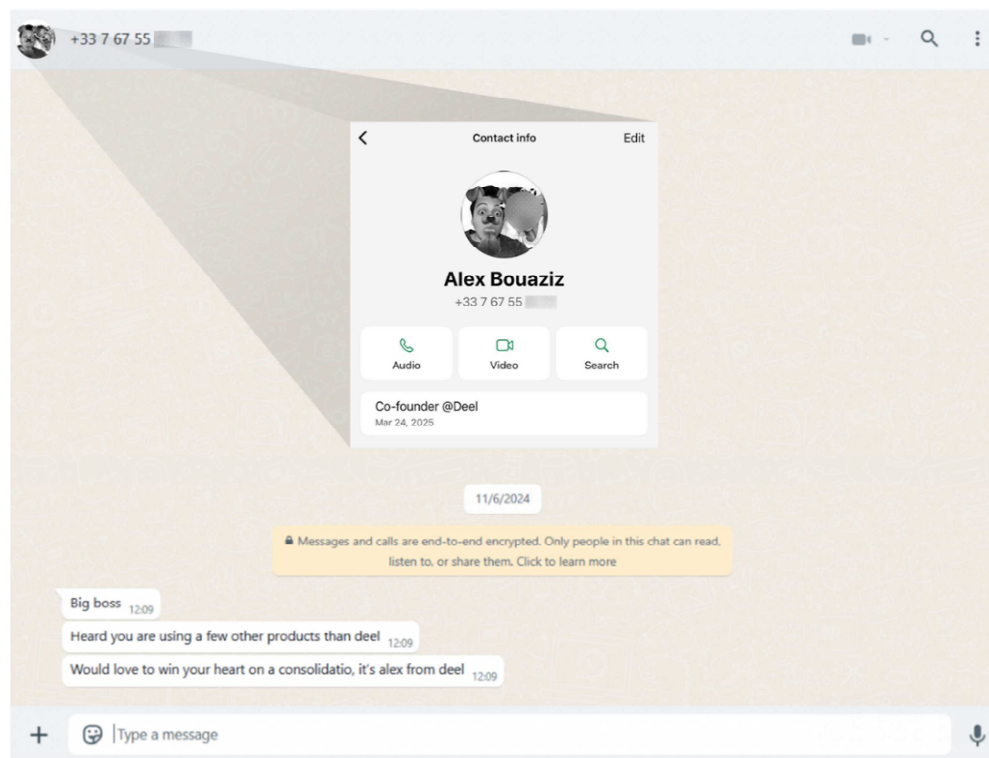 +33 7 67 55
Contact info
Edit
Alex Bouaziz
+33 7 67 55
Audio
Video
Search
Co-founder @Deel
Mar 24, 2025
11/6/2024
Messages and calls are end-to-end encrypted. Only people in this chat can read,
listen to, or share them. Click to learn more
Big boss 12:09
Heard you are using a few other products than deel 12:09
Would love to win your heart on a consolidatio, it's alex from deel 12:09
Type a message